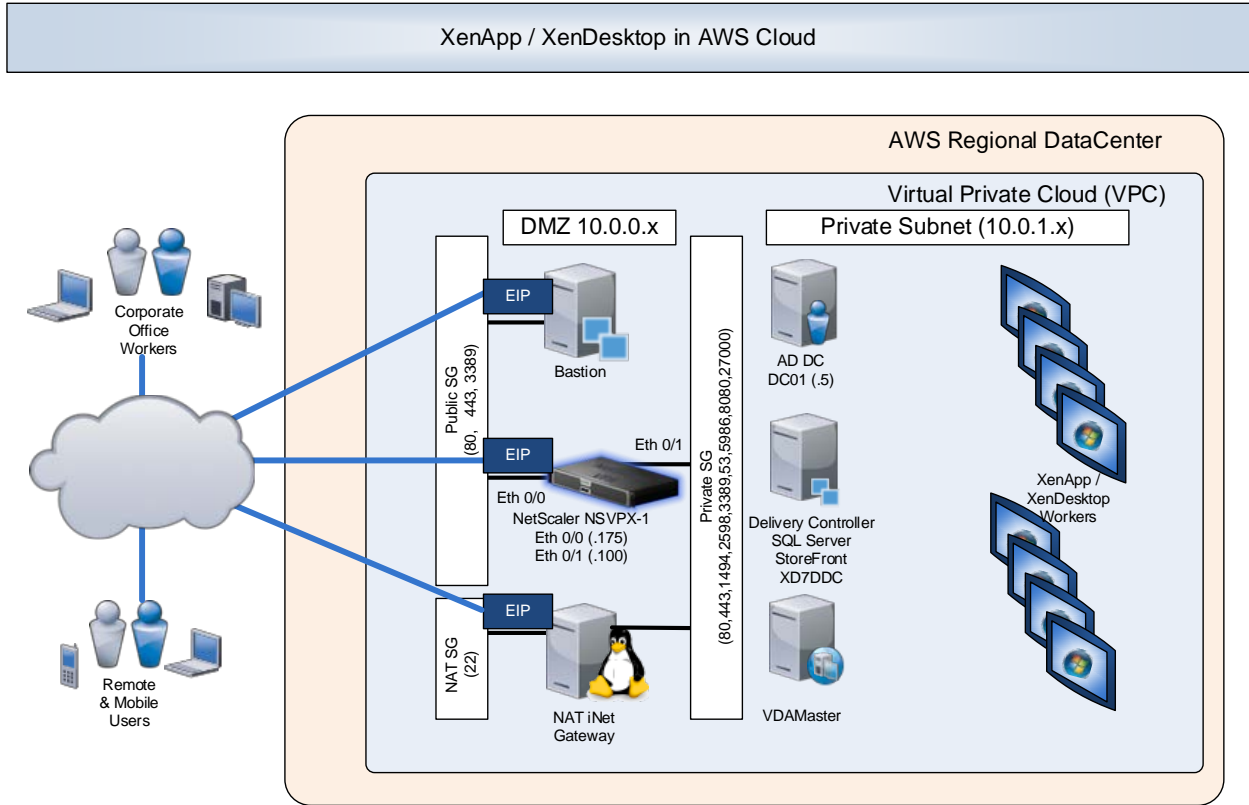 XenApp / XenDesktop in AWS Cloud
AWS Regional DataCenter
Virtual Private Cloud (VPC)
DMZ 10.0.0.x
Private Subnet (10.0.1.x)
Corporate
Office
Workers
Remote
& Mobile
Users
Public SG
(80, 443, 3389)
NAT SG
(22)
EIP
Bastion
EIP
Eth 0/1
Eth 0/0
NetScaler NSVPX-1
Eth 0/0 (.175)
Eth 0/1 (.100)
EIP
NAT iNet
Gateway
Private SG
(80,443,1494,2598,3389,53,5986,8080,27000)
AD DC
DC01 (.5)
Delivery Controller
SQL Server
StoreFront
XD7DDC
VDAMaster
XenApp /
XenDesktop
Workers